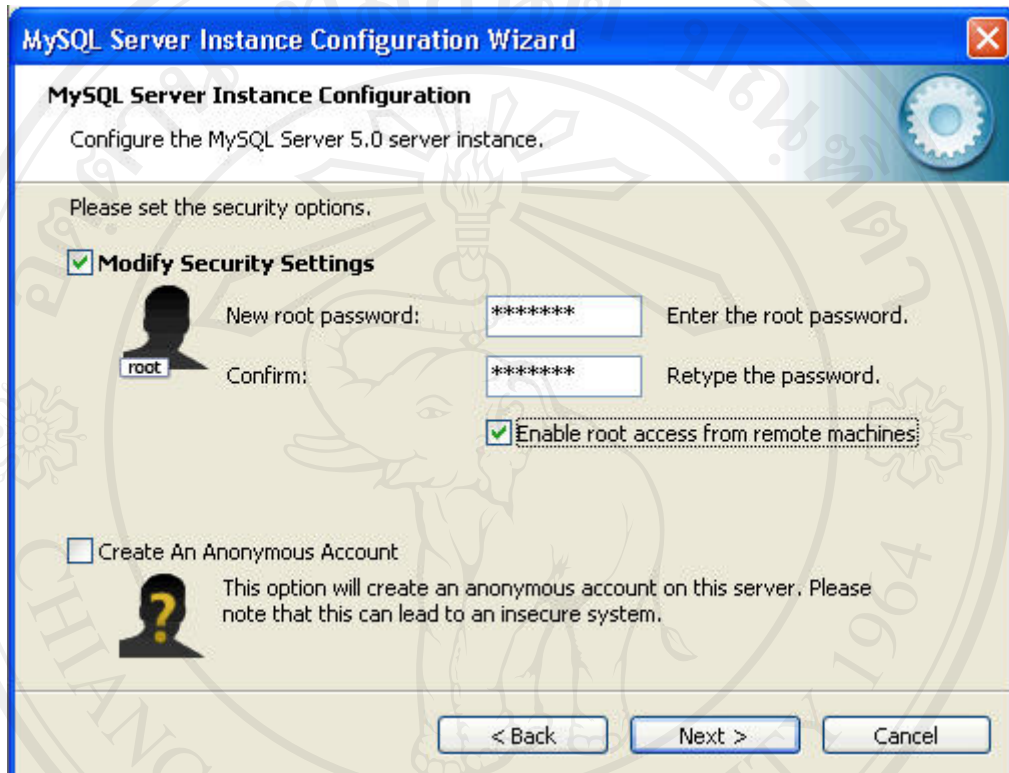 MySQL Server Instance Configuration Wizard
MySQL Server Instance Configuration
Configure the MySQL Server 5.0 server instance.
Please set the security options.
Modify Security Settings
root
New root password:
*******
Enter the root password.
Confirm:
*******
Retype the password.
Enable root access from remote machines
Create An Anonymous Account
?
This option will create an anonymous account on this server. Please
note that this can lead to an insecure system.
< Back
Next >
Cancel
CHIANG
1964